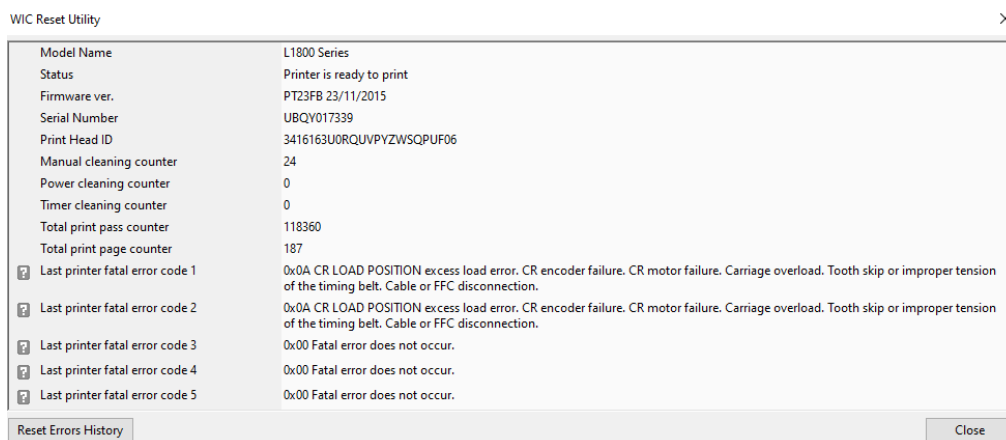 WIC Reset Utility
Model Name L1800 Series
Status Printer is ready to print
Firmware ver. PT23FB 23/11/2015
Serial Number UBQY017339
Print Head ID 3416163U0RQUVPYZWSQPUF06
Manual cleaning counter 24
Power cleaning counter 0
Timer cleaning counter 0
Total print pass counter 118360
Total print page counter 187
Last printer fatal error code 1 0x0A CR LOAD POSITION excess load error. CR encoder failure. CR motor failure. Carriage overload. Tooth skip or improper tension
of the timing belt. Cable or FFC disconnection.
Last printer fatal error code 2 0x0A CR LOAD POSITION excess load error. CR encoder failure. CR motor failure. Carriage overload. Tooth skip or improper tension
of the timing belt. Cable or FFC disconnection.
Last printer fatal error code 3 0x00 Fatal error does not occur.
Last printer fatal error code 4 0x00 Fatal error does not occur.
Last printer fatal error code 5 0x00 Fatal error does not occur.
Reset Errors History Close